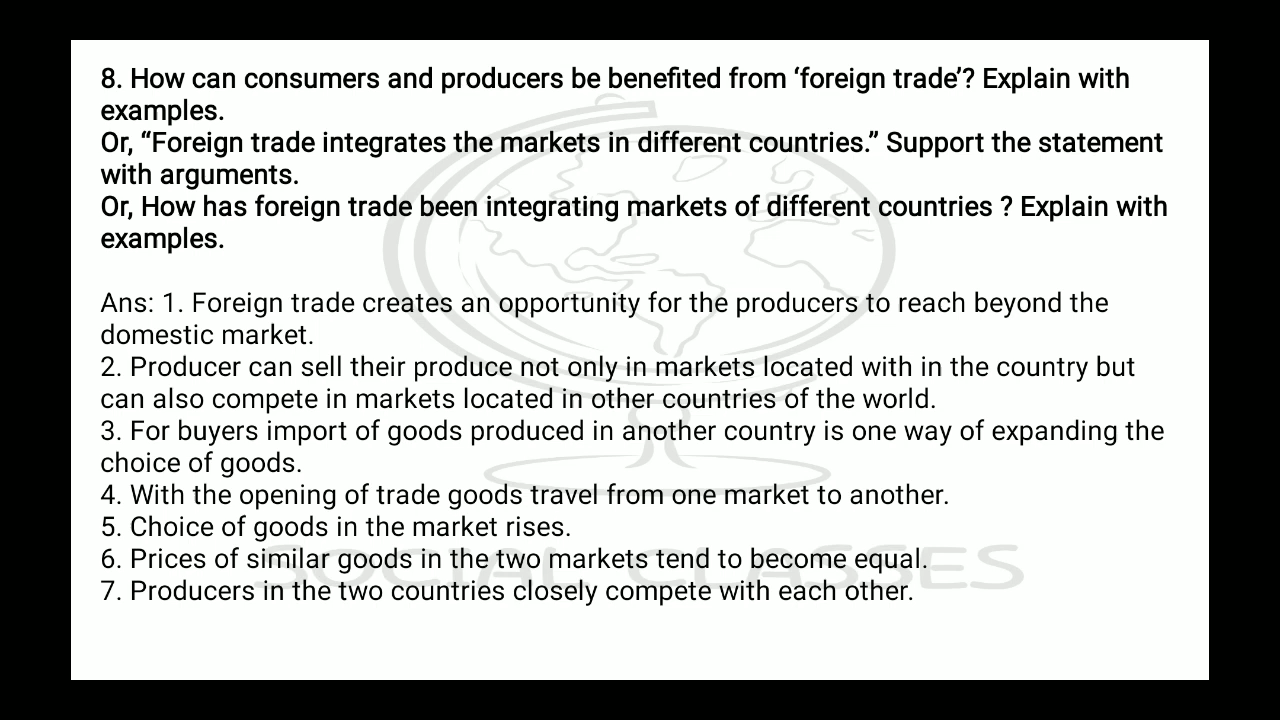 8. How can consumers and producers be benefited from ‘foreign trade’? Explain with
examples.
Or, “Foreign trade integrates the markets in different countries.” Support the statement
with arguments.
Or, How has foreign trade been integrating markets of different countries ? Explain with
examples.
Ans: 1. Foreign trade creates an opportunity for the producers to reach beyond the
domestic market.
2. Producer can sell their produce not only in markets located with in the country but
can also compete in markets located in other countries of the world.
3. For buyers import of goods produced in another country is one way of expanding the
choice of goods.
4. With the opening of trade goods travel from one market to another.
5. Choice of goods in the market rises.
6. Prices of similar goods in the two markets tend to become equal.
SOCIAL CLASSES
7. Producers in the two countries closely compete with each other.